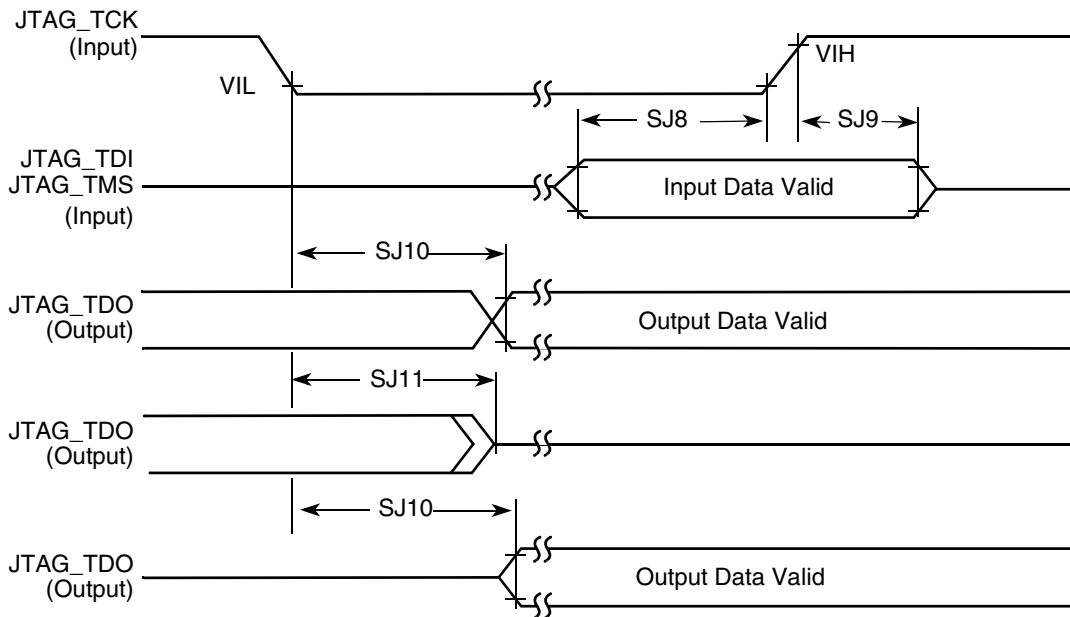 JTAG_TCK
(Input)
VIL
VIH
SJ8
SJ9
JTAG_TDI
JTAG_TMS
(Input)
Input Data Valid
SJ10
JTAG_TDO
(Output)
Output Data Valid
SJ11
JTAG_TDO
(Output)
SJ10
JTAG_TDO
(Output)
Output Data Valid